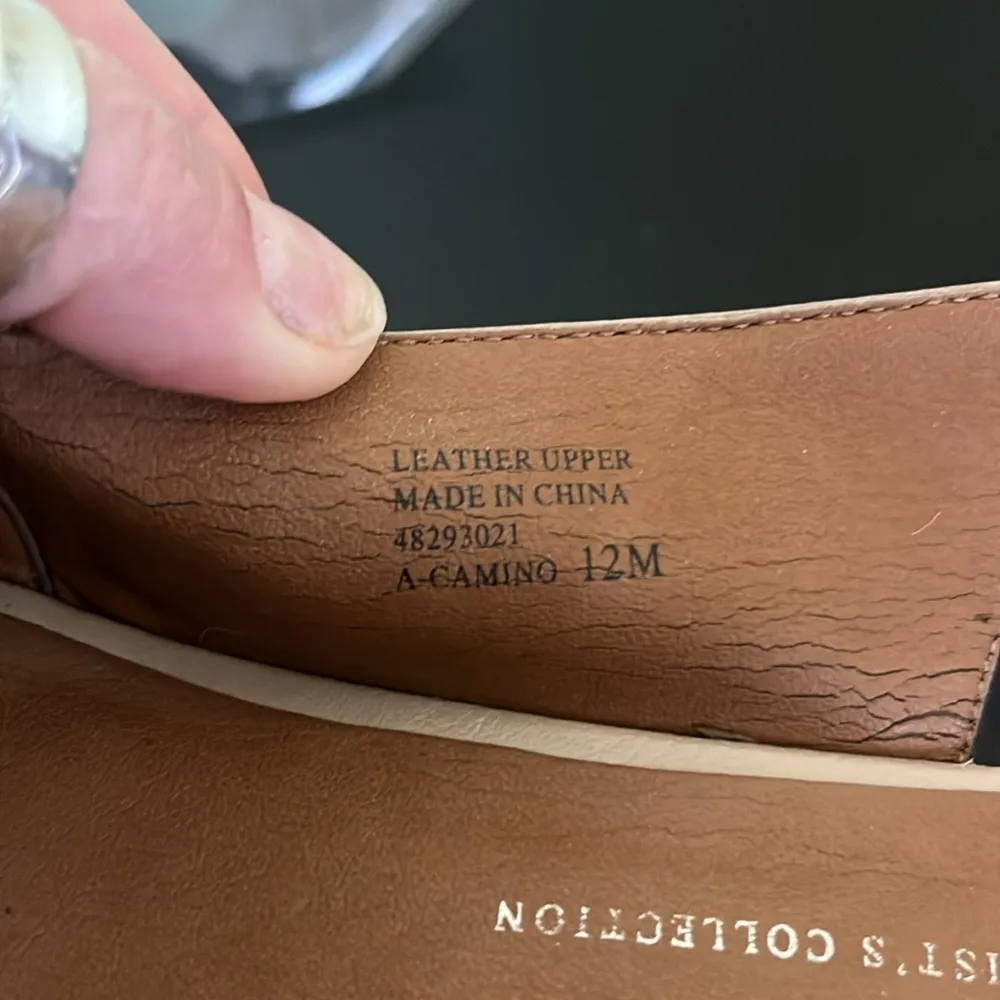 LEATHER UPPER
MADE IN CHINA
48293021
A-CAMINO 12M
IST'S COLLECTION